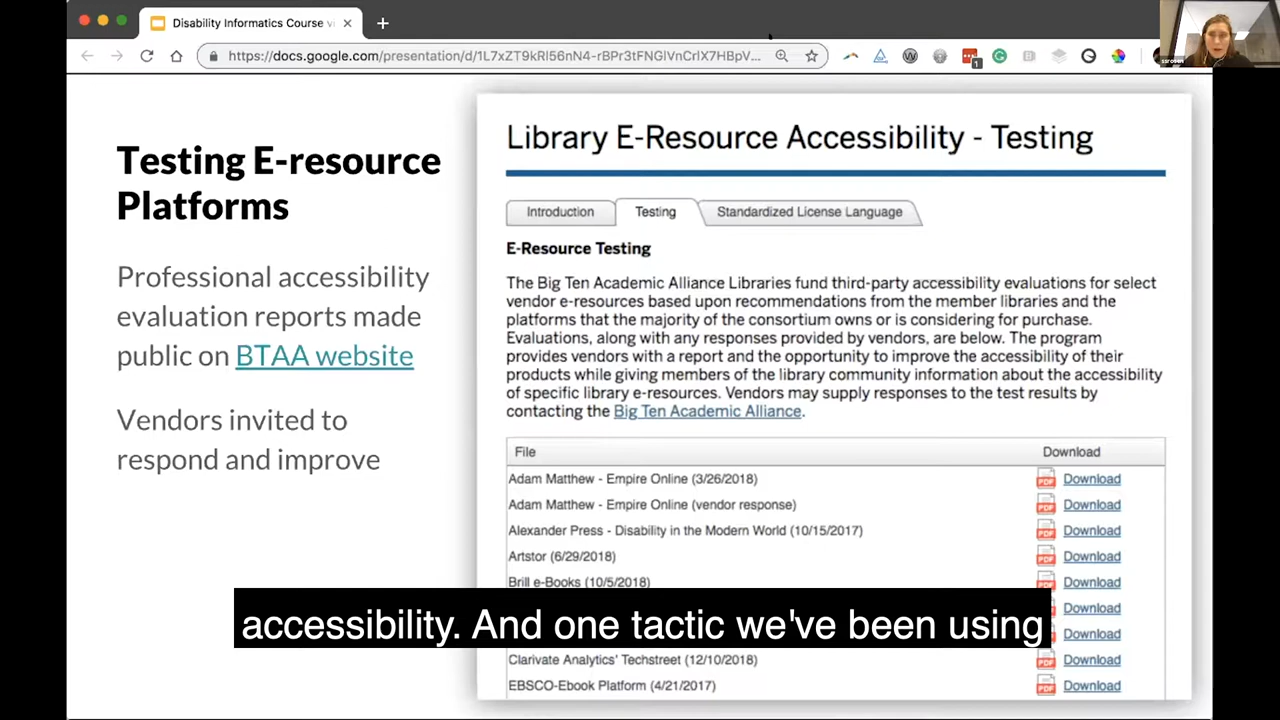 Disability Informatics Course v
https://docs.google.com/presentation/d/1L7xZT9kRl56nN4-rBPr3tFNGlVnCrlX7HBpV...
1
Testing E-resource
Platforms
Professional accessibility
evaluation reports made
public on BTAA website
Vendors invited to
respond and improve
Library E-Resource Accessibility - Testing
Introduction Testing Standardized License Language
E-Resource Testing
The Big Ten Academic Alliance Libraries fund third-party accessibility evaluations for select
vendor e-resources based upon recommendations from the member libraries and the
platforms that the majority of the consortium owns or is considering for purchase.
Evaluations, along with any responses provided by vendors, are below. The program
provides vendors with a report and the opportunity to improve the accessibility of their
products while giving members of the library community information about the accessibility
of specific library e-resources. Vendors may supply responses to the test results by
contacting the Big Ten Academic Alliance.
File Download
Adam Matthew - Empire Online (3/26/2018) PDF Download
Adam Matthew - Empire Online (vendor response) PDF Download
Alexander Press - Disability in the Modern World (10/15/2017) PDF Download
Artstor (6/29/2018) PDF Download
Brill e-Books (10/5/2018) PDF Download
Download
Download
Clarivate Analytics' Techstreet (12/10/2018) PDF Download
EBSCO-Ebook Platform (4/21/2017) PDF Download
accessibility. And one tactic we've been using